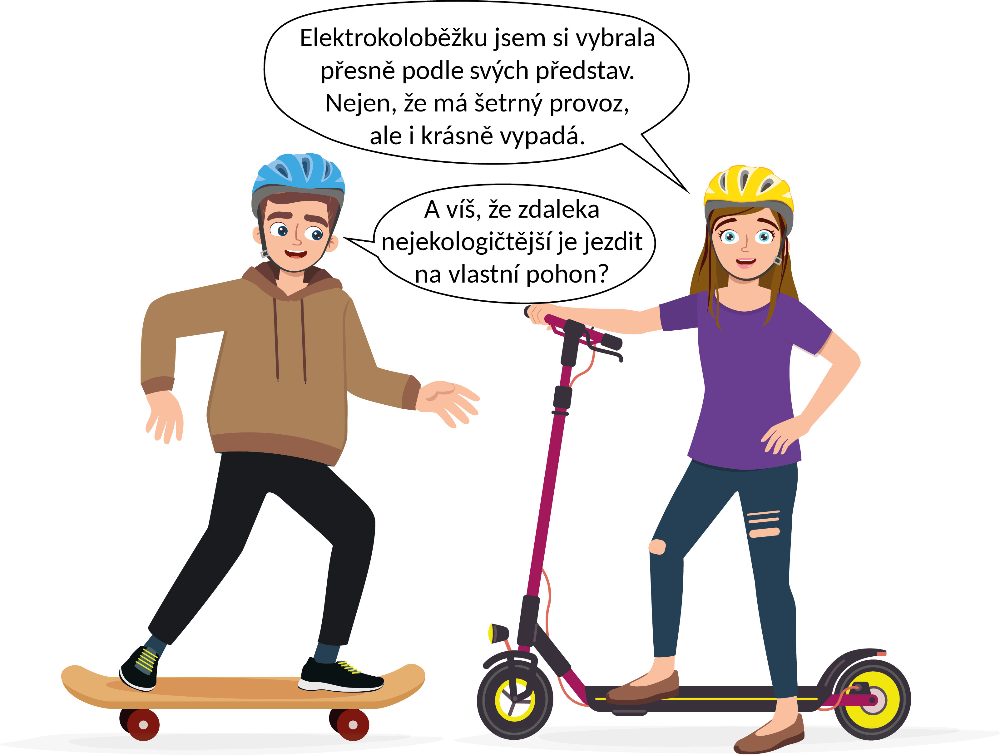 Elektrokoloběžku jsem si vybrala
přesně podle svých představ.
Nejen, že má šetrný provoz,
ale i krásně vypadá.
A víš, že zdaleka
nejekologičtější je jezdit
na vlastní pohon?